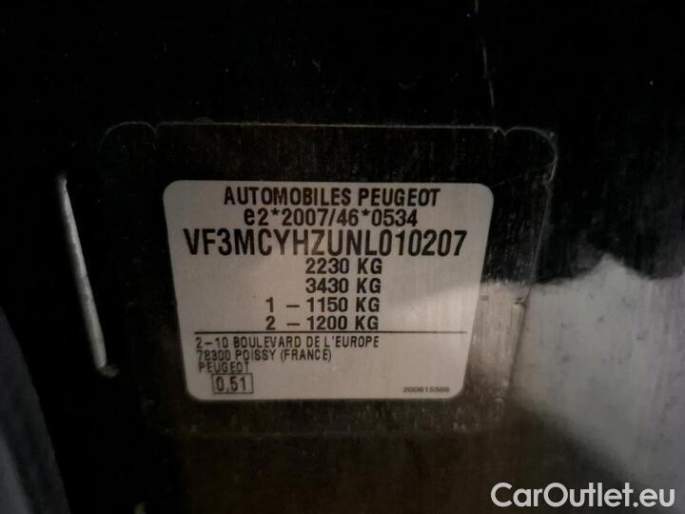 AUTOMOBILES PEUGEOT
e2*2007/46*0534
VF3MCYHZUNL010207
2230 KG
3430 KG
1 – 1150 KG
2 – 1200 KG
2–10 BOULEVARD DE L'EUROPE
78300 POISSY (FRANCE)
PEUGEOT
0,51
CarOutlet.eu